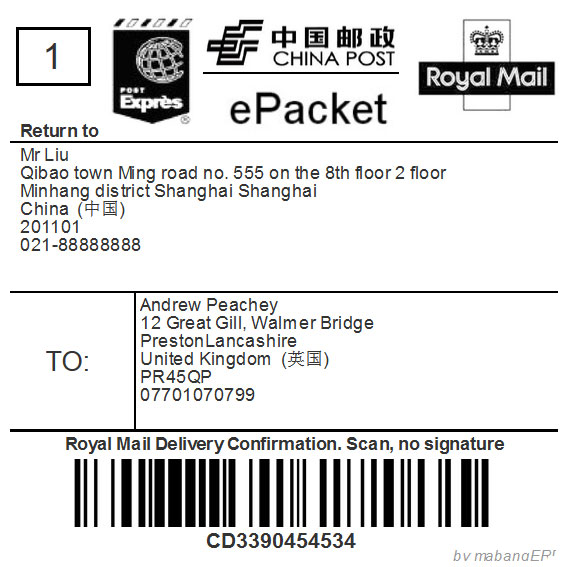 1
POST
Exprès
中国邮政
CHINA POST
ePacket
Royal Mail
Return to
Mr Liu
Qibao town Ming road no. 555 on the 8th floor 2 floor
Minhang district Shanghai Shanghai
China (中国)
201101
021-88888888
TO:
Andrew Peachey
12 Great Gill, Walmer Bridge
PrestonLancashire
United Kingdom (英国)
PR45QP
07701070799
Royal Mail Delivery Confirmation. Scan, no signature
CD3390454534
by mabangERP